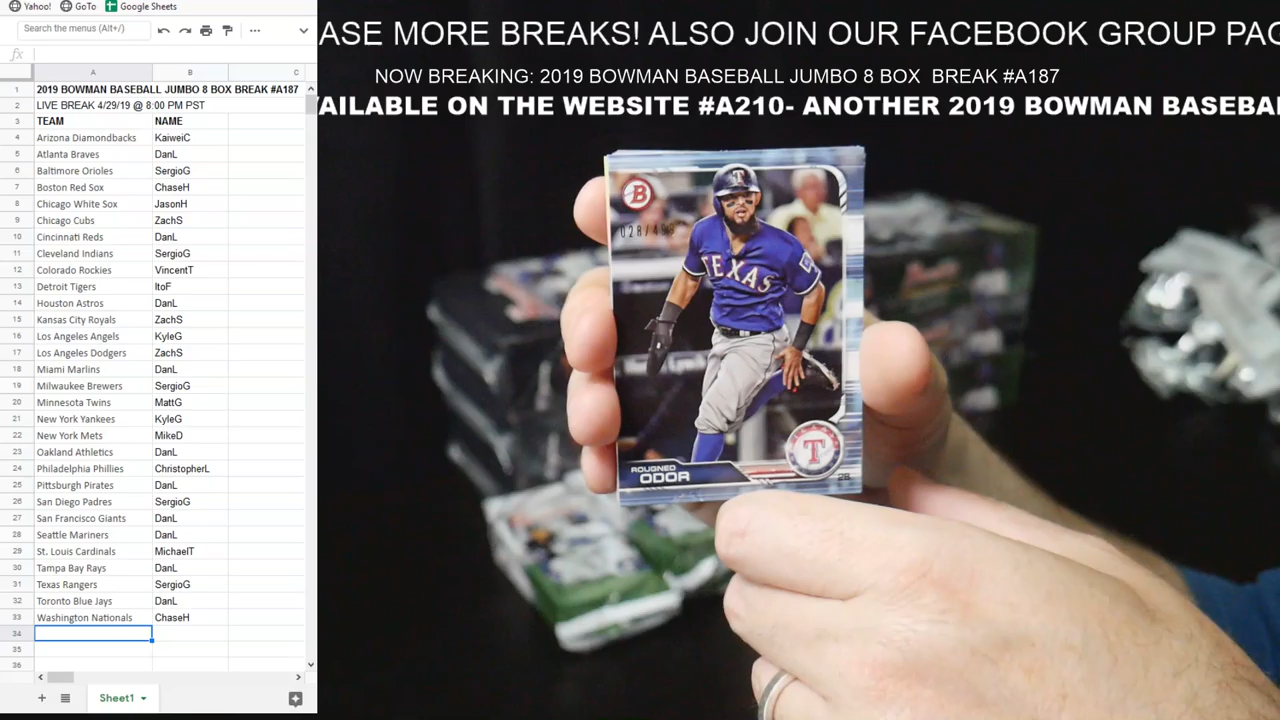 Yahoo! GoTo Google Sheets
Search the menus (Alt+/)
fx
A B C
1 2019 BOWMAN BASEBALL JUMBO 8 BOX BREAK #A187
2 LIVE BREAK 4/29/19 @ 8:00 PM PST
3 TEAM NAME
4 Arizona Diamondbacks KaiweiC
5 Atlanta Braves DanL
6 Baltimore Orioles SergioG
7 Boston Red Sox ChaseH
8 Chicago White Sox JasonH
9 Chicago Cubs ZachS
10 Cincinnati Reds DanL
11 Cleveland Indians SergioG
12 Colorado Rockies VincentT
13 Detroit Tigers ItoF
14 Houston Astros DanL
15 Kansas City Royals ZachS
16 Los Angeles Angels KyleG
17 Los Angeles Dodgers ZachS
18 Miami Marlins DanL
19 Milwaukee Brewers SergioG
20 Minnesota Twins MattG
21 New York Yankees KyleG
22 New York Mets MikeD
23 Oakland Athletics DanL
24 Philadelphia Phillies ChristopherL
25 Pittsburgh Pirates DanL
26 San Diego Padres SergioG
27 San Francisco Giants DanL
28 Seattle Mariners DanL
29 St. Louis Cardinals MichaelT
30 Tampa Bay Rays DanL
31 Texas Rangers SergioG
32 Toronto Blue Jays DanL
33 Washington Nationals ChaseH
34
35
36
Sheet1
ASE MORE BREAKS! ALSO JOIN OUR FACEBOOK GROUP PAG
NOW BREAKING: 2019 BOWMAN BASEBALL JUMBO 8 BOX BREAK #A187
AILABLE ON THE WEBSITE #A210- ANOTHER 2019 BOWMAN BASEBA
B
T
TEXAS
T
ROUGNED
ODOR
28